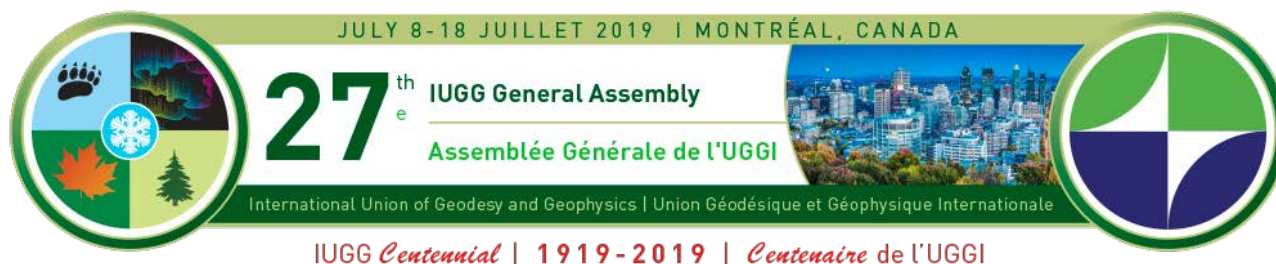 JULY 8-18 JUILLET 2019 | MONTRÉAL, CANADA
27th e
IUGG General Assembly
Assemblée Générale de l'UGGI
International Union of Geodesy and Geophysics | Union Géodésique et Géophysique Internationale
IUGG Centennial | 1919-2019 | Centenaire de l'UGGI